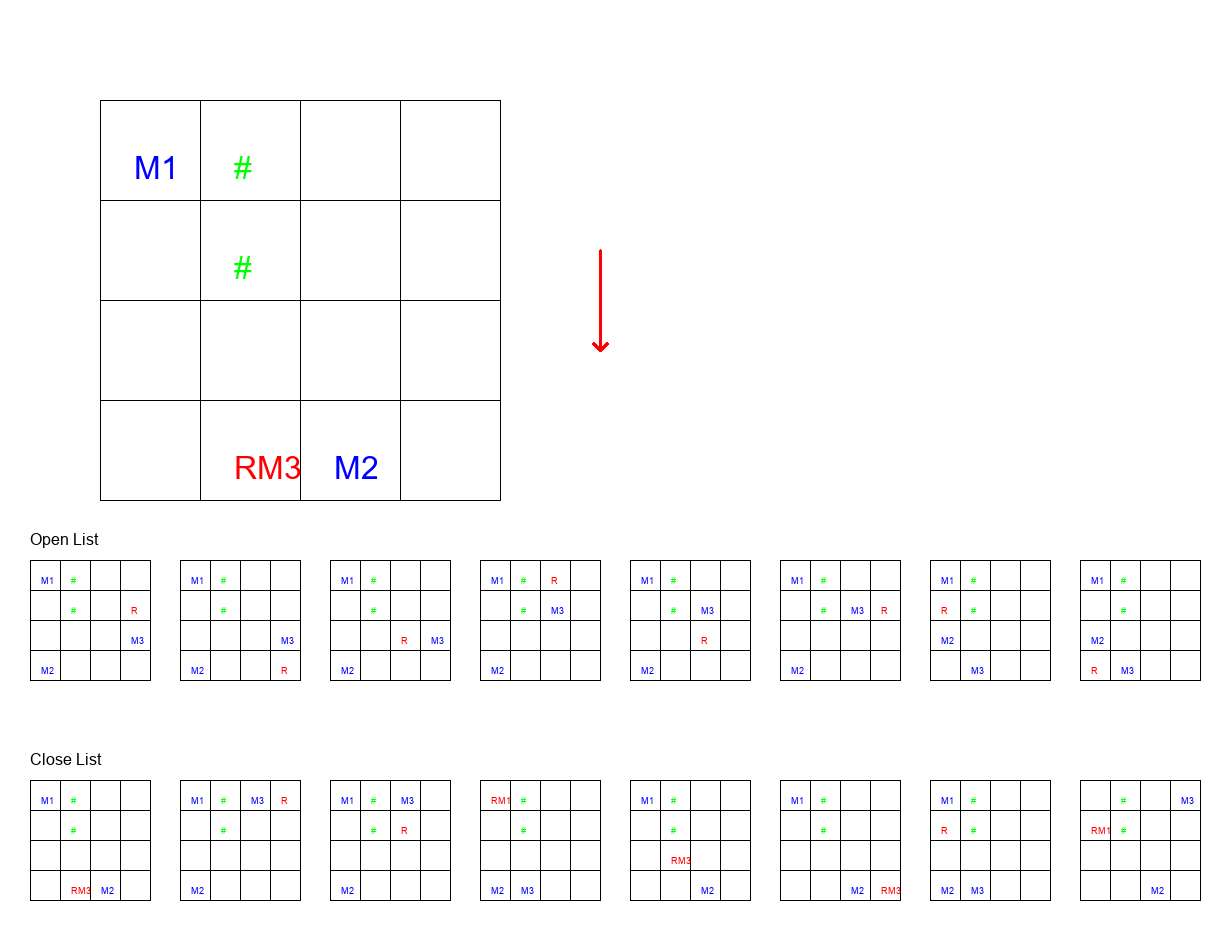 M1 #
#
RM3 M2
Open List
M1 # M1 # M1 # M1 # R M1 # M1 # M1 # M1 #
# R # # # M3 # M3 # M3 R R # #
M3 M3 R M3 R M2 M2
M2 M2 R M2 M2 M2 M2 M3 R M3
Close List
M1 # M1 # M3 R M1 # M3 RM1 # M1 # M1 # M1 # # M3
# # # R # # # R # RM1 #
RM3
RM3 M2 M2 M2 M2 M3 M2 M2 RM3 M2 M3 M2